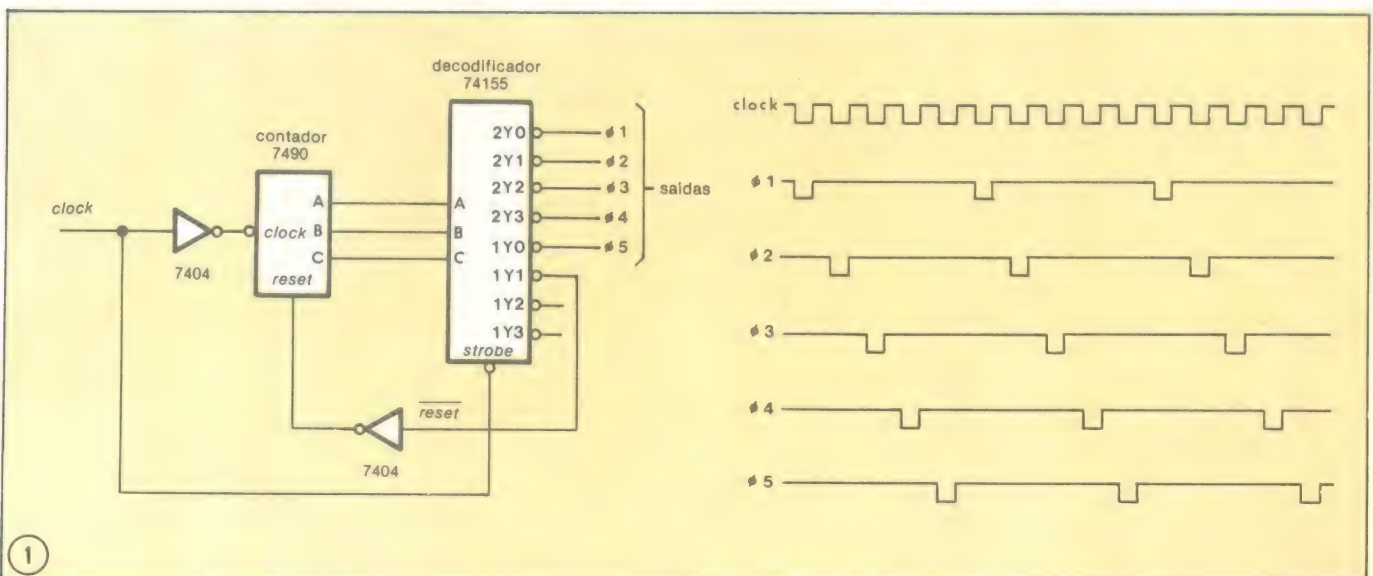 decodificador
74155
contador
7490
clock
7404
A
B
C
clock
reset
A
B
C
2Y0
2Y1
2Y2
2Y3
1Y0
1Y1
1Y2
1Y3
strobe
ø 1
ø 2
ø 3
ø 4
ø 5
saídas
reset
7404
clock
ø 1
ø 2
ø 3
ø 4
ø 5
1